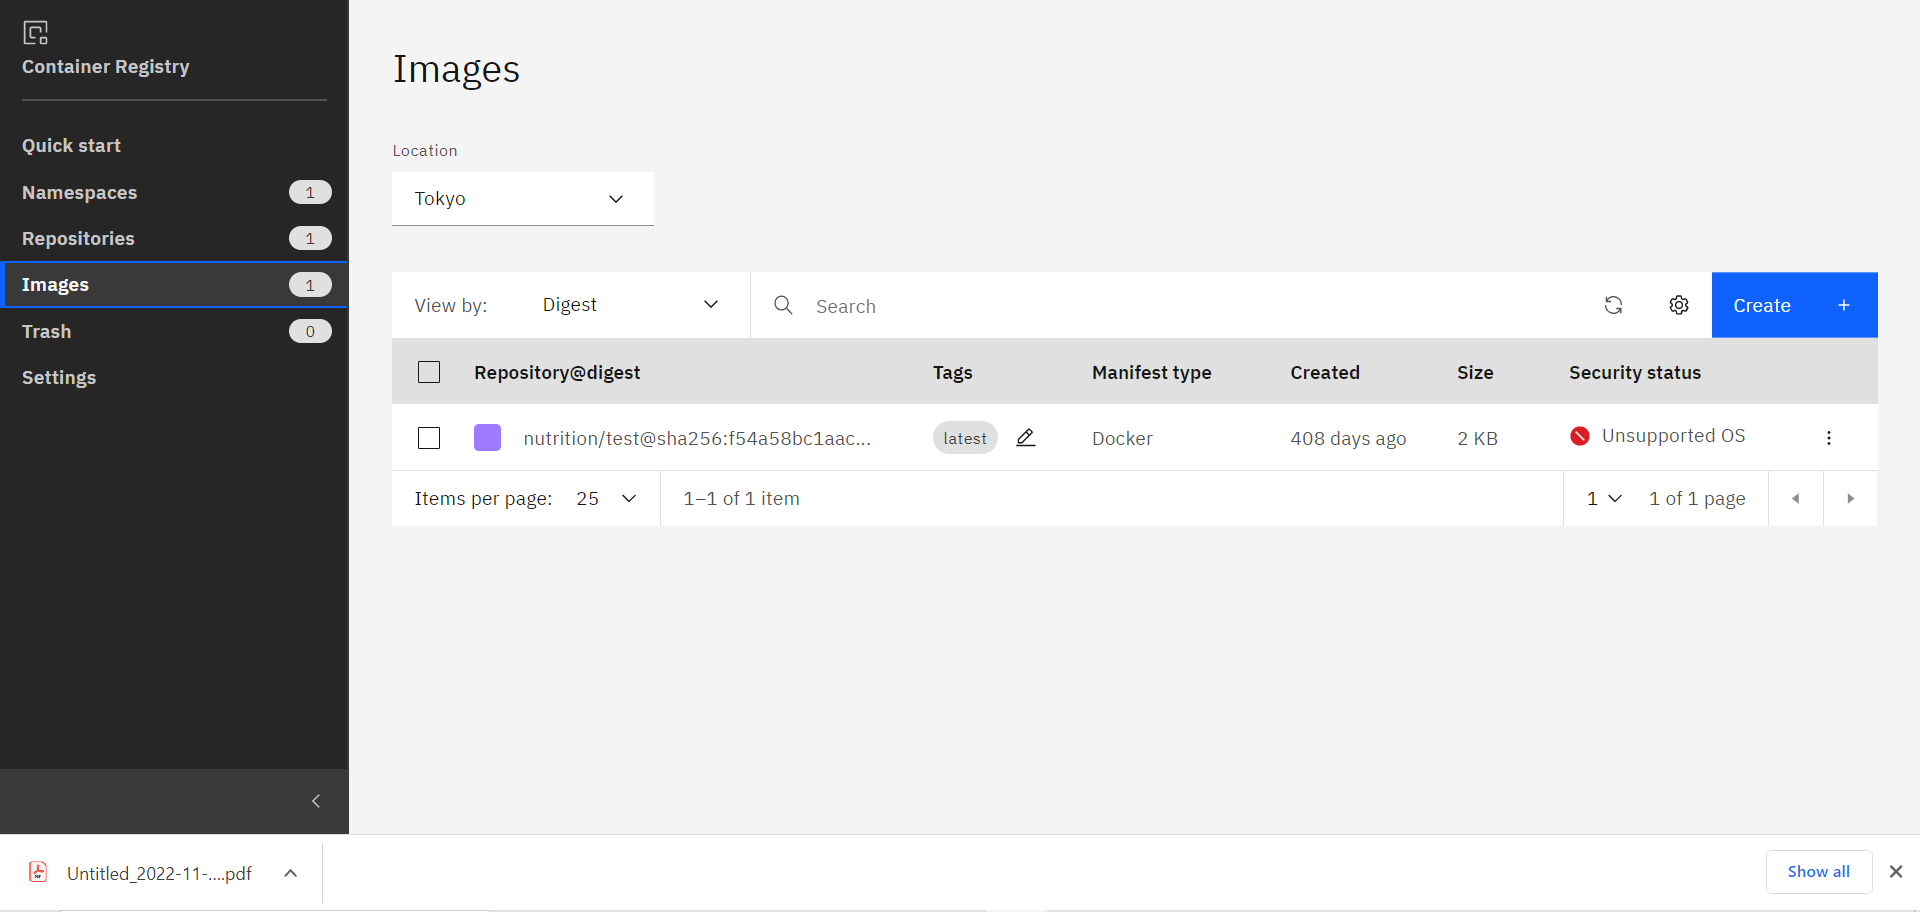 Container Registry
Quick start
Namespaces 1
Repositories 1
Images 1
Trash 0
Settings
Images
Location
Tokyo
View by: Digest Search Create +
Repository@digest Tags Manifest type Created Size Security status
nutrition/test@sha256:f54a58bc1aac... latest Docker 408 days ago 2 KB Unsupported OS
Items per page: 25 1–1 of 1 item 1 1 of 1 page
Untitled_2022-11-....pdf Show all